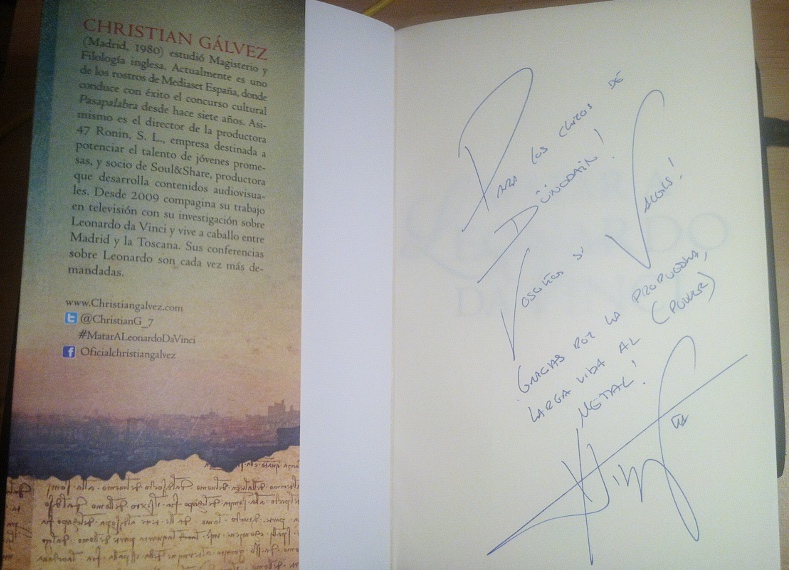 CHRISTIAN GÁLVEZ
(Madrid, 1980) estudió Magisterio y
Filología inglesa. Actualmente es uno
de los rostros de Mediaset España, donde
conduce con éxito el concurso cultural
Pasapalabra desde hace siete años. Asi-
mismo es el director de la productora
47 Ronin, S. L., empresa destinada a
potenciar el talento de jóvenes prome-
sas, y socio de Soul&Share, productora
que desarrolla contenidos audiovisua-
les. Desde 2009 compagina su trabajo
en televisión con su investigación sobre
Leonardo da Vinci y vive a caballo entre
Madrid y la Toscana. Sus conferencias
sobre Leonardo son cada vez más de-
mandadas.
www.Christiangalvez.com
@ChristianG_7
#MatarALeonardoDaVinci
Oficialchristiangalvez
PARA LOS CHICOS DE
DÜNEDAIN!
VOSOTROS SÍ VALÉIS!
GRACIAS POR LA PROPUESTA,
LARGA VIDA AL (POWER)
METAL!